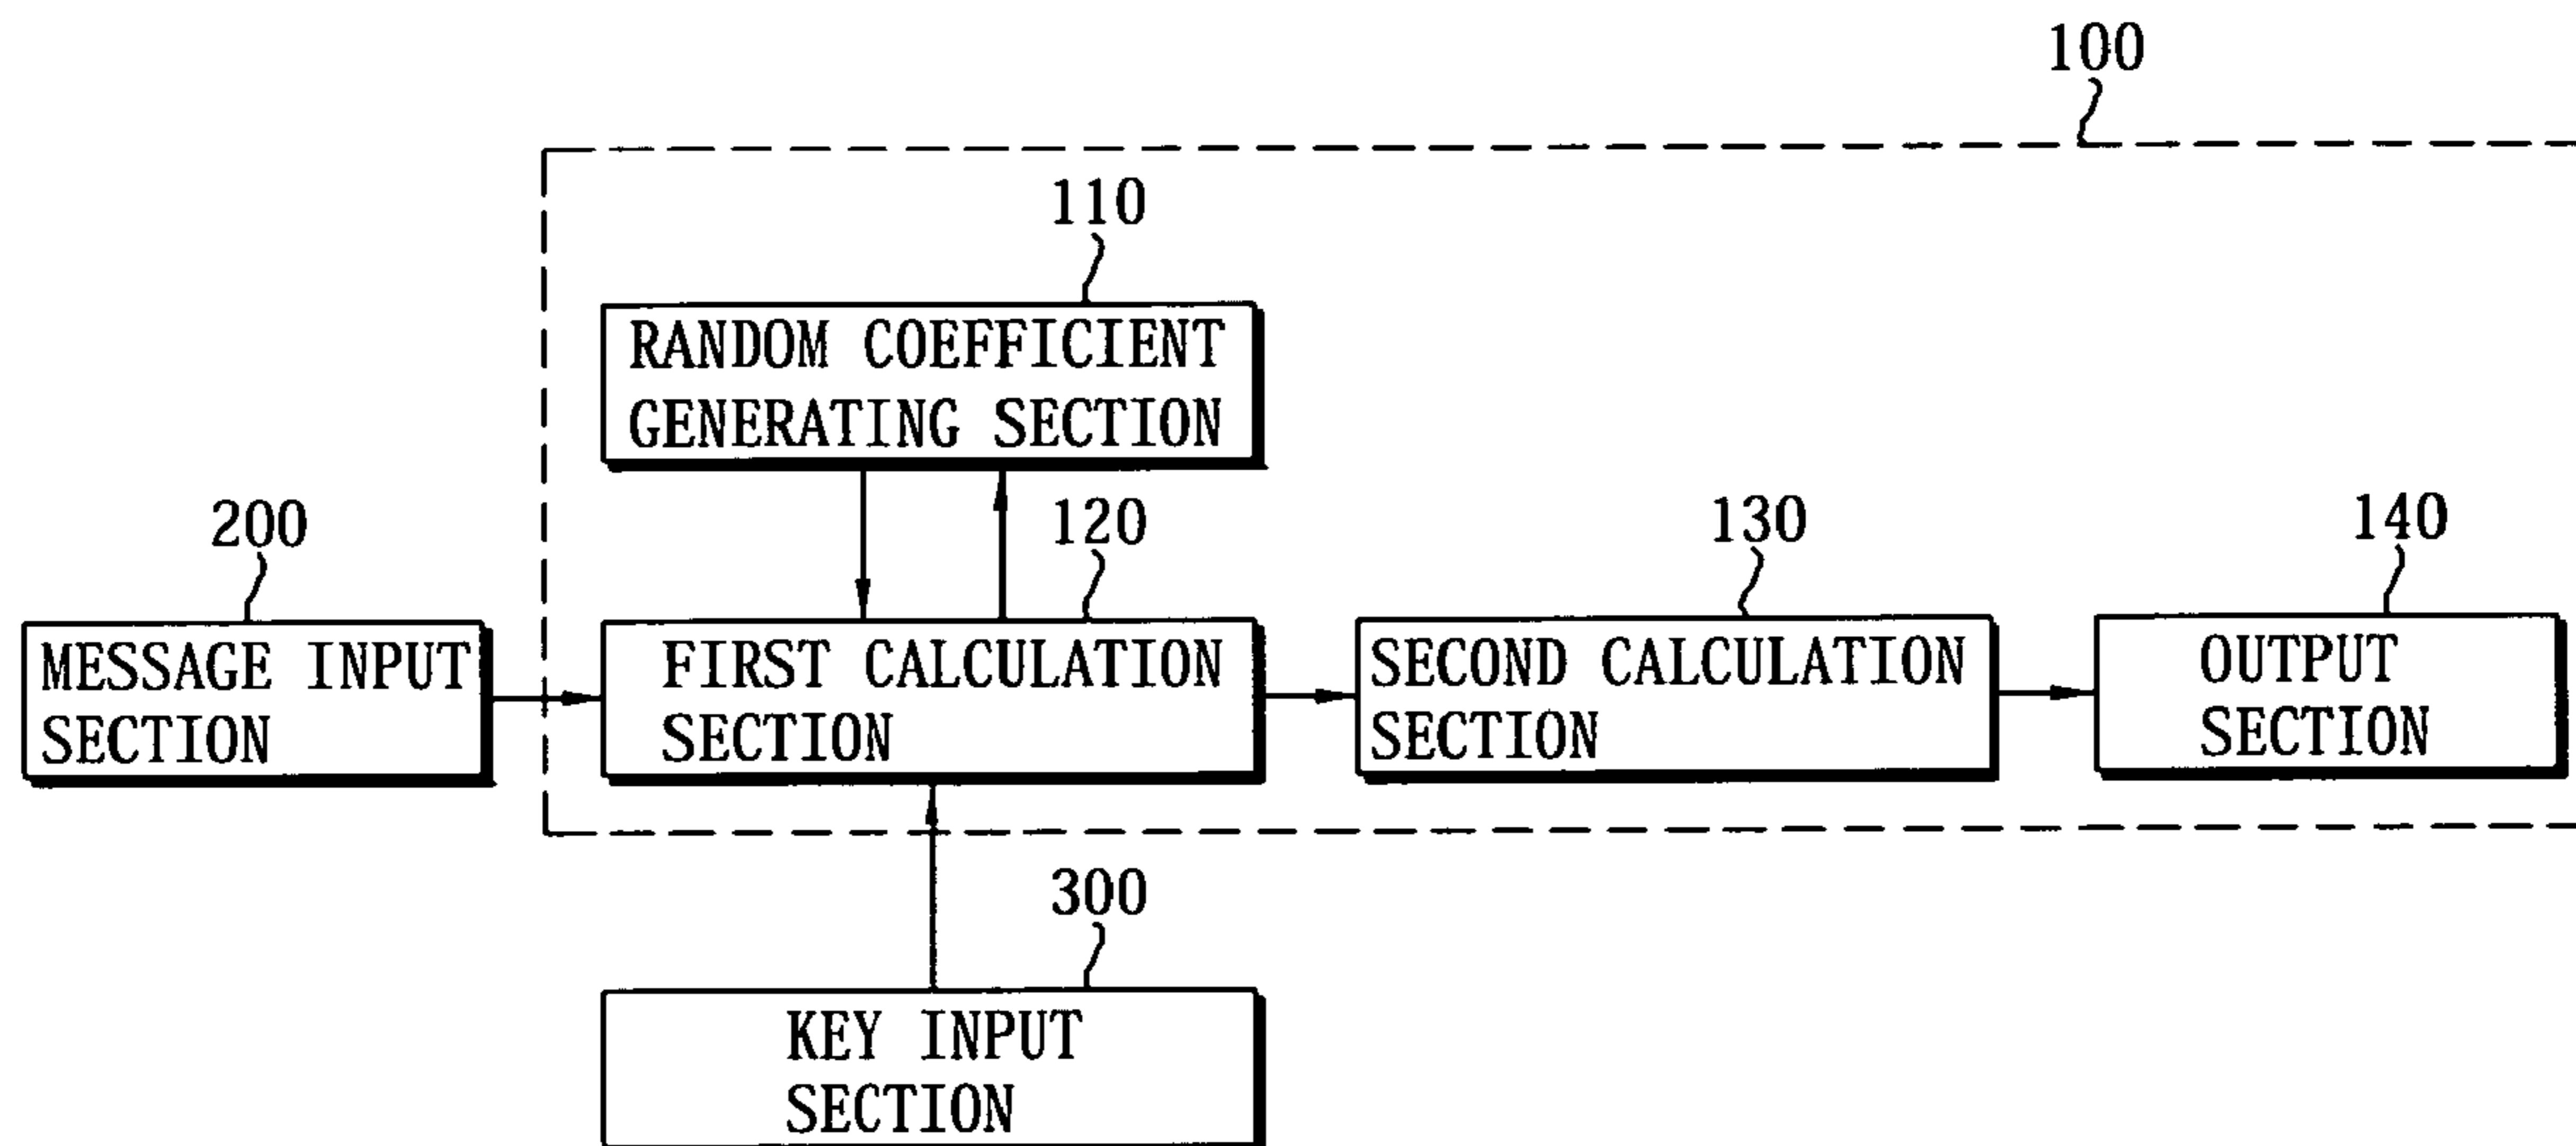 100
110
RANDOM COEFFICIENT
GENERATING SECTION
200
120
130
140
MESSAGE INPUT
SECTION
FIRST CALCULATION
SECTION
SECOND CALCULATION
SECTION
OUTPUT
SECTION
300
KEY INPUT
SECTION